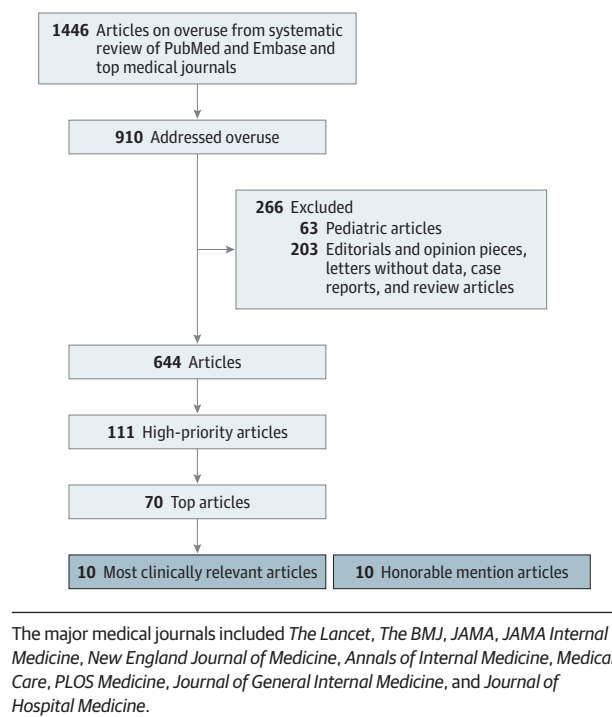 1446 Articles on overuse from systematic
review of PubMed and Embase and
top medical journals
910 Addressed overuse
266 Excluded
63 Pediatric articles
203 Editorials and opinion pieces,
letters without data, case
reports, and review articles
644 Articles
111 High-priority articles
70 Top articles
10 Most clinically relevant articles
10 Honorable mention articles
The major medical journals included The Lancet, The BMJ, JAMA, JAMA Internal
Medicine, New England Journal of Medicine, Annals of Internal Medicine, Medical
Care, PLOS Medicine, Journal of General Internal Medicine, and Journal of
Hospital Medicine.